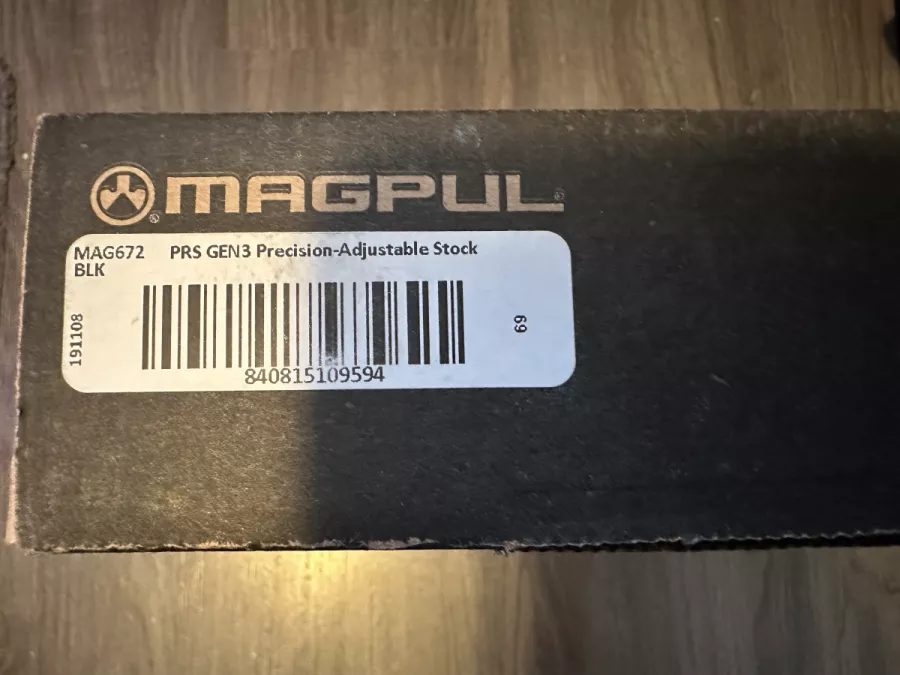 MAGPUL
MAG672 PRS GEN3 Precision-Adjustable Stock
BLK
191108
69
840815109594